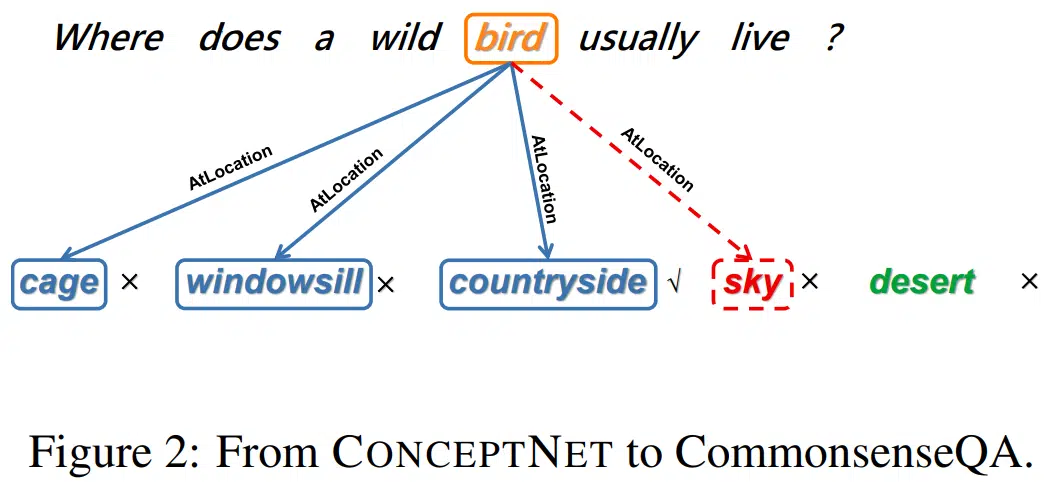 Where does a wild bird usually live ?
AtLocation
AtLocation
AtLocation
AtLocation
cage × windowsill × countryside √ sky × desert ×
Figure 2: From CONCEPTNET to CommonsenseQA.